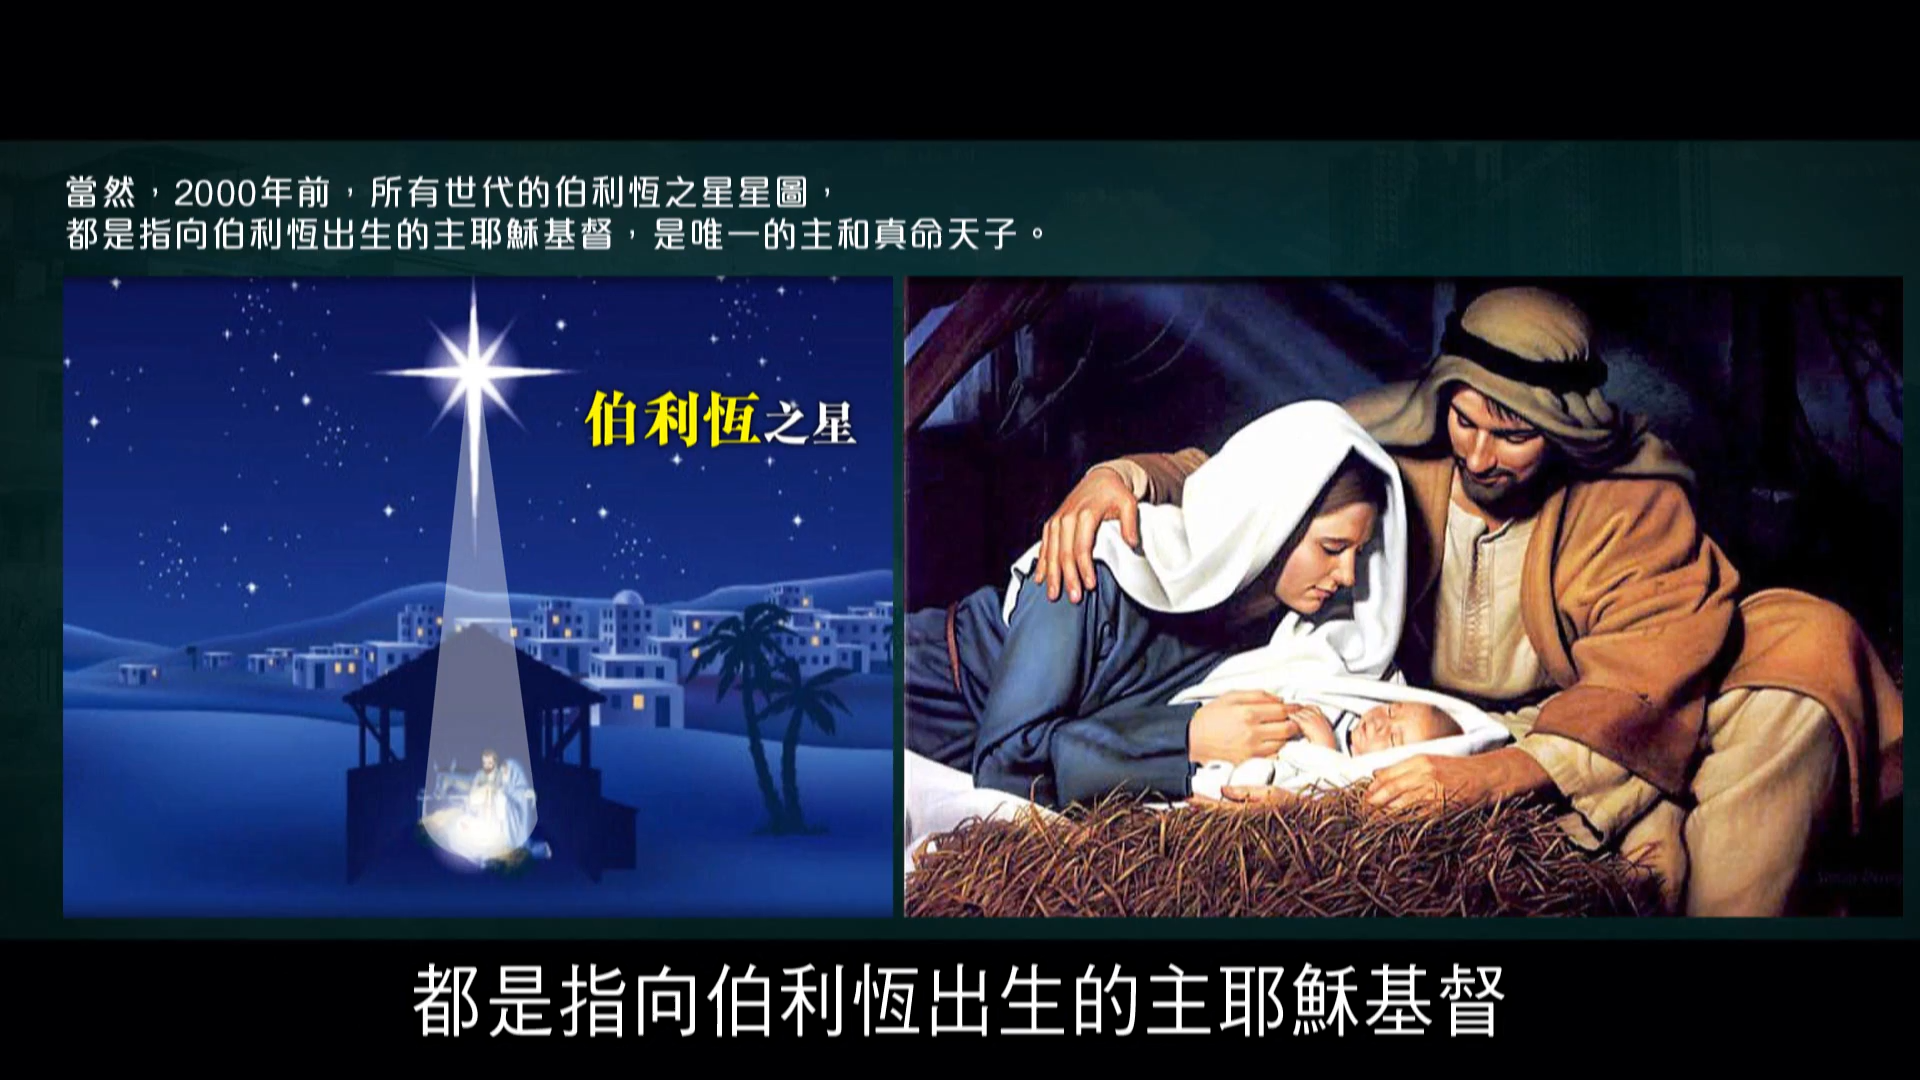 當然，2000年前，所有世代的伯利恆之星星圖，
都是指向伯利恆出生的主耶穌基督，是唯一的主和真命天子。
伯利恆之星
都是指向伯利恆出生的主耶穌基督